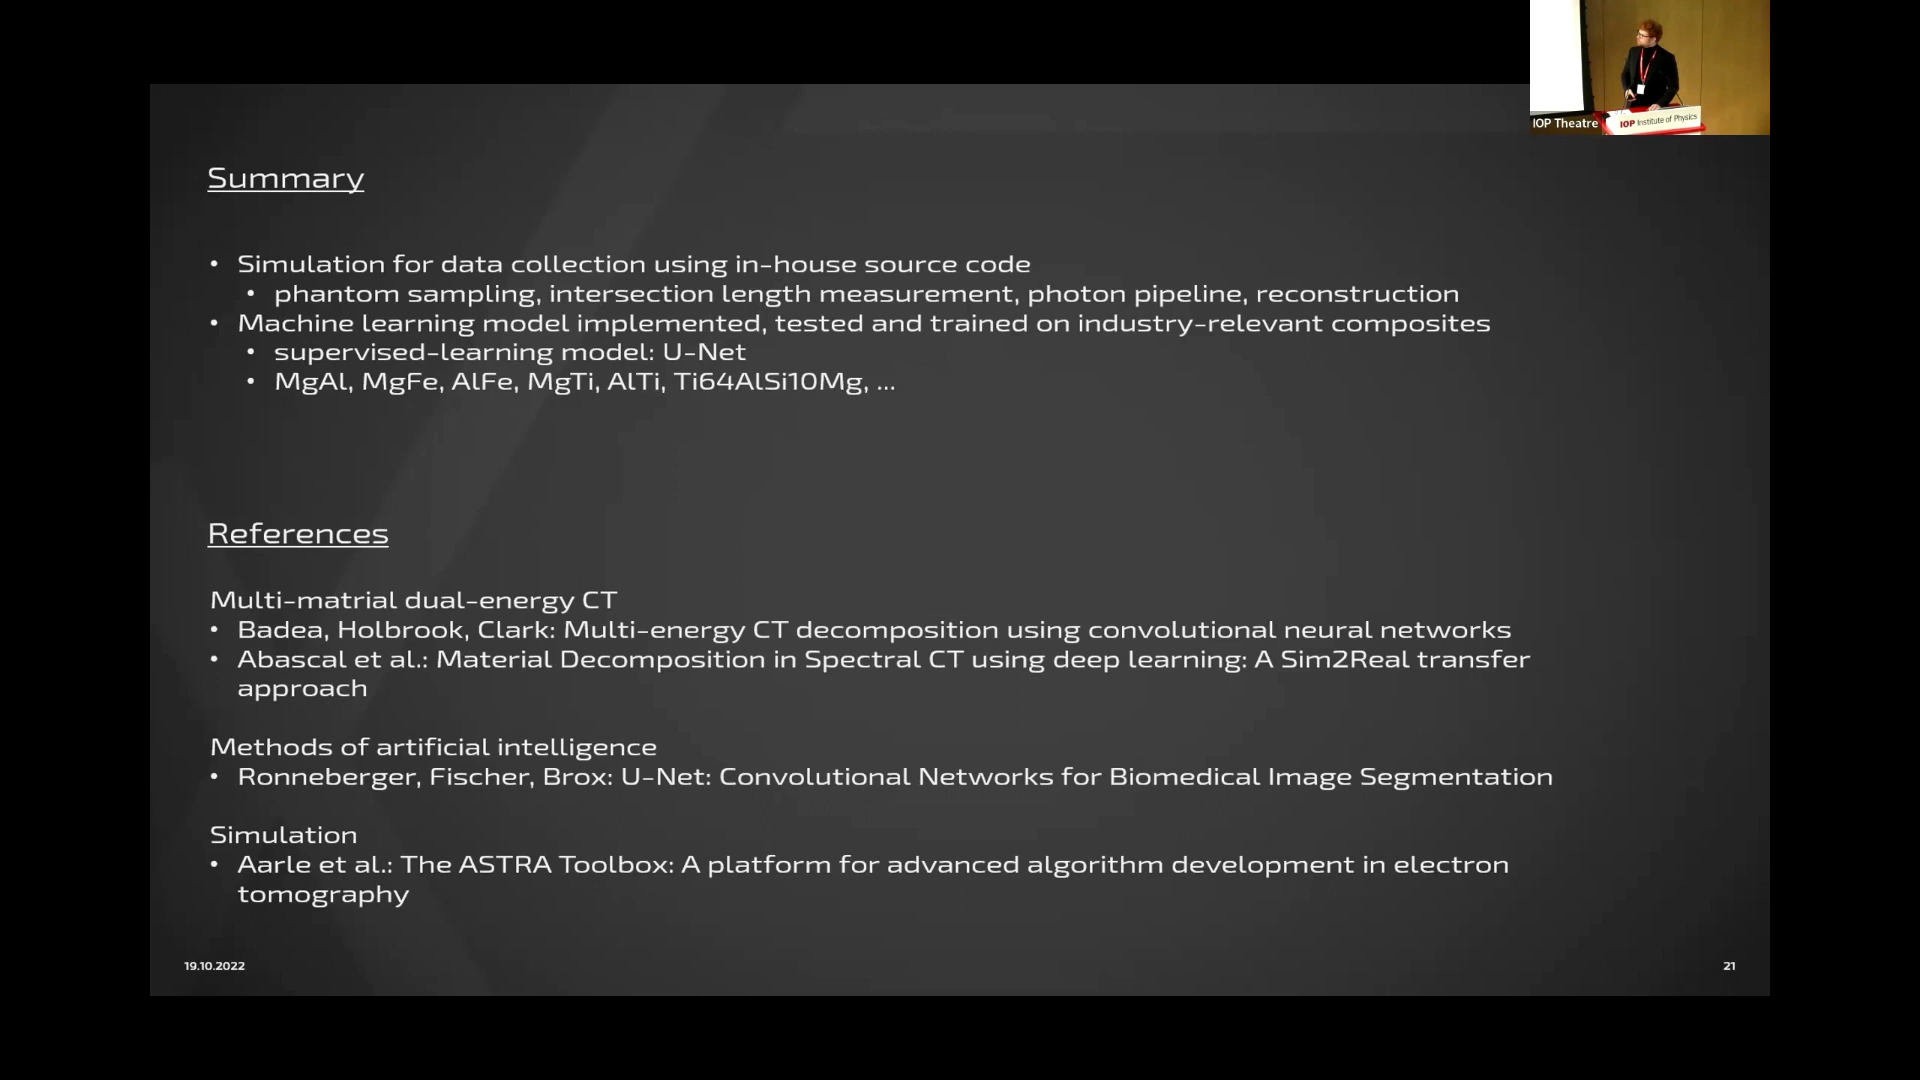 IOP Theatre
IOP Institute of Physics
Summary
• Simulation for data collection using in-house source code
• phantom sampling, intersection length measurement, photon pipeline, reconstruction
• Machine learning model implemented, tested and trained on industry-relevant composites
• supervised-learning model: U-Net
• MgAl, MgFe, AlFe, MgTi, AlTi, Ti64AlSi10Mg, ...
References
Multi-matrial dual-energy CT
• Badea, Holbrook, Clark: Multi-energy CT decomposition using convolutional neural networks
• Abascal et al.: Material Decomposition in Spectral CT using deep learning: A Sim2Real transfer
approach
Methods of artificial intelligence
• Ronneberger, Fischer, Brox: U-Net: Convolutional Networks for Biomedical Image Segmentation
Simulation
• Aarle et al.: The ASTRA Toolbox: A platform for advanced algorithm development in electron
tomography
19.10.2022
21